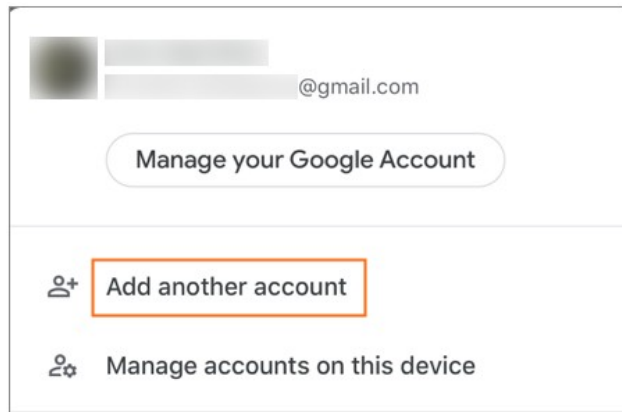 @gmail.com
Manage your Google Account
Add another account
Manage accounts on this device